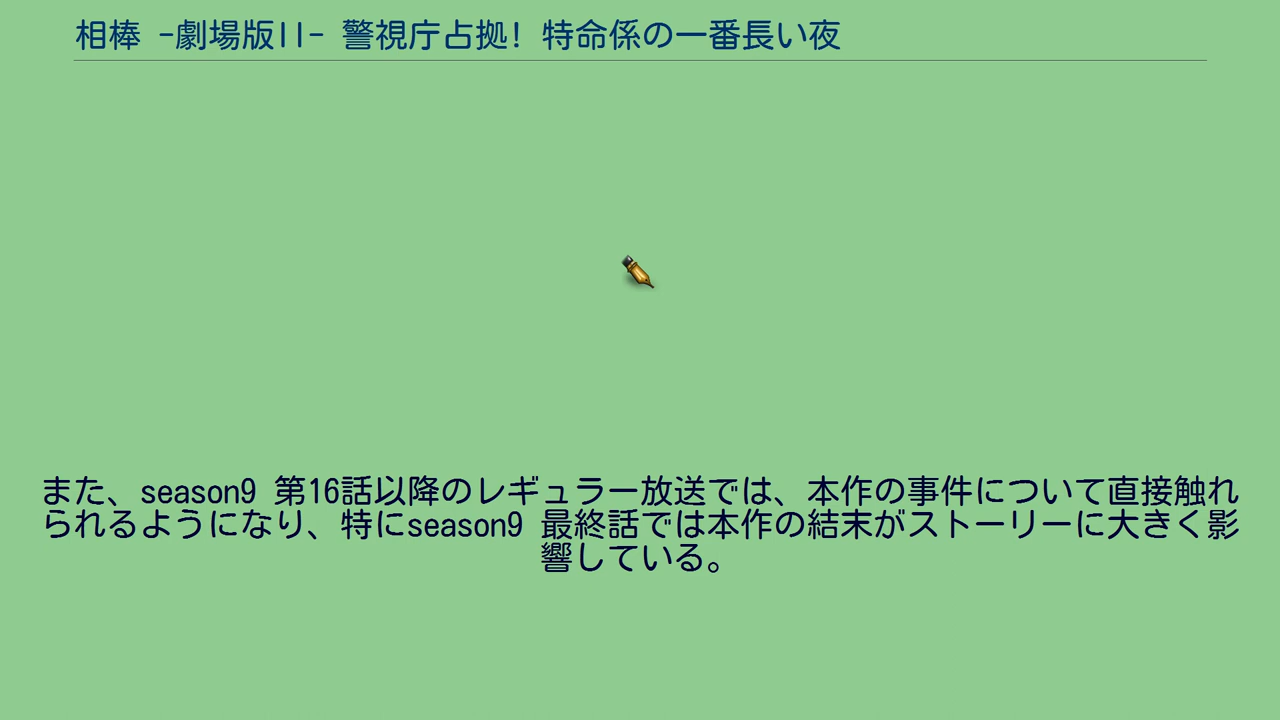 相棒 -劇場版II- 警視庁占拠! 特命係の一番長い夜
また、season9 第16話以降のレギュラー放送では、本作の事件について直接触れ
られるようになり、特にseason9 最終話では本作の結末がストーリーに大きく影
響している。